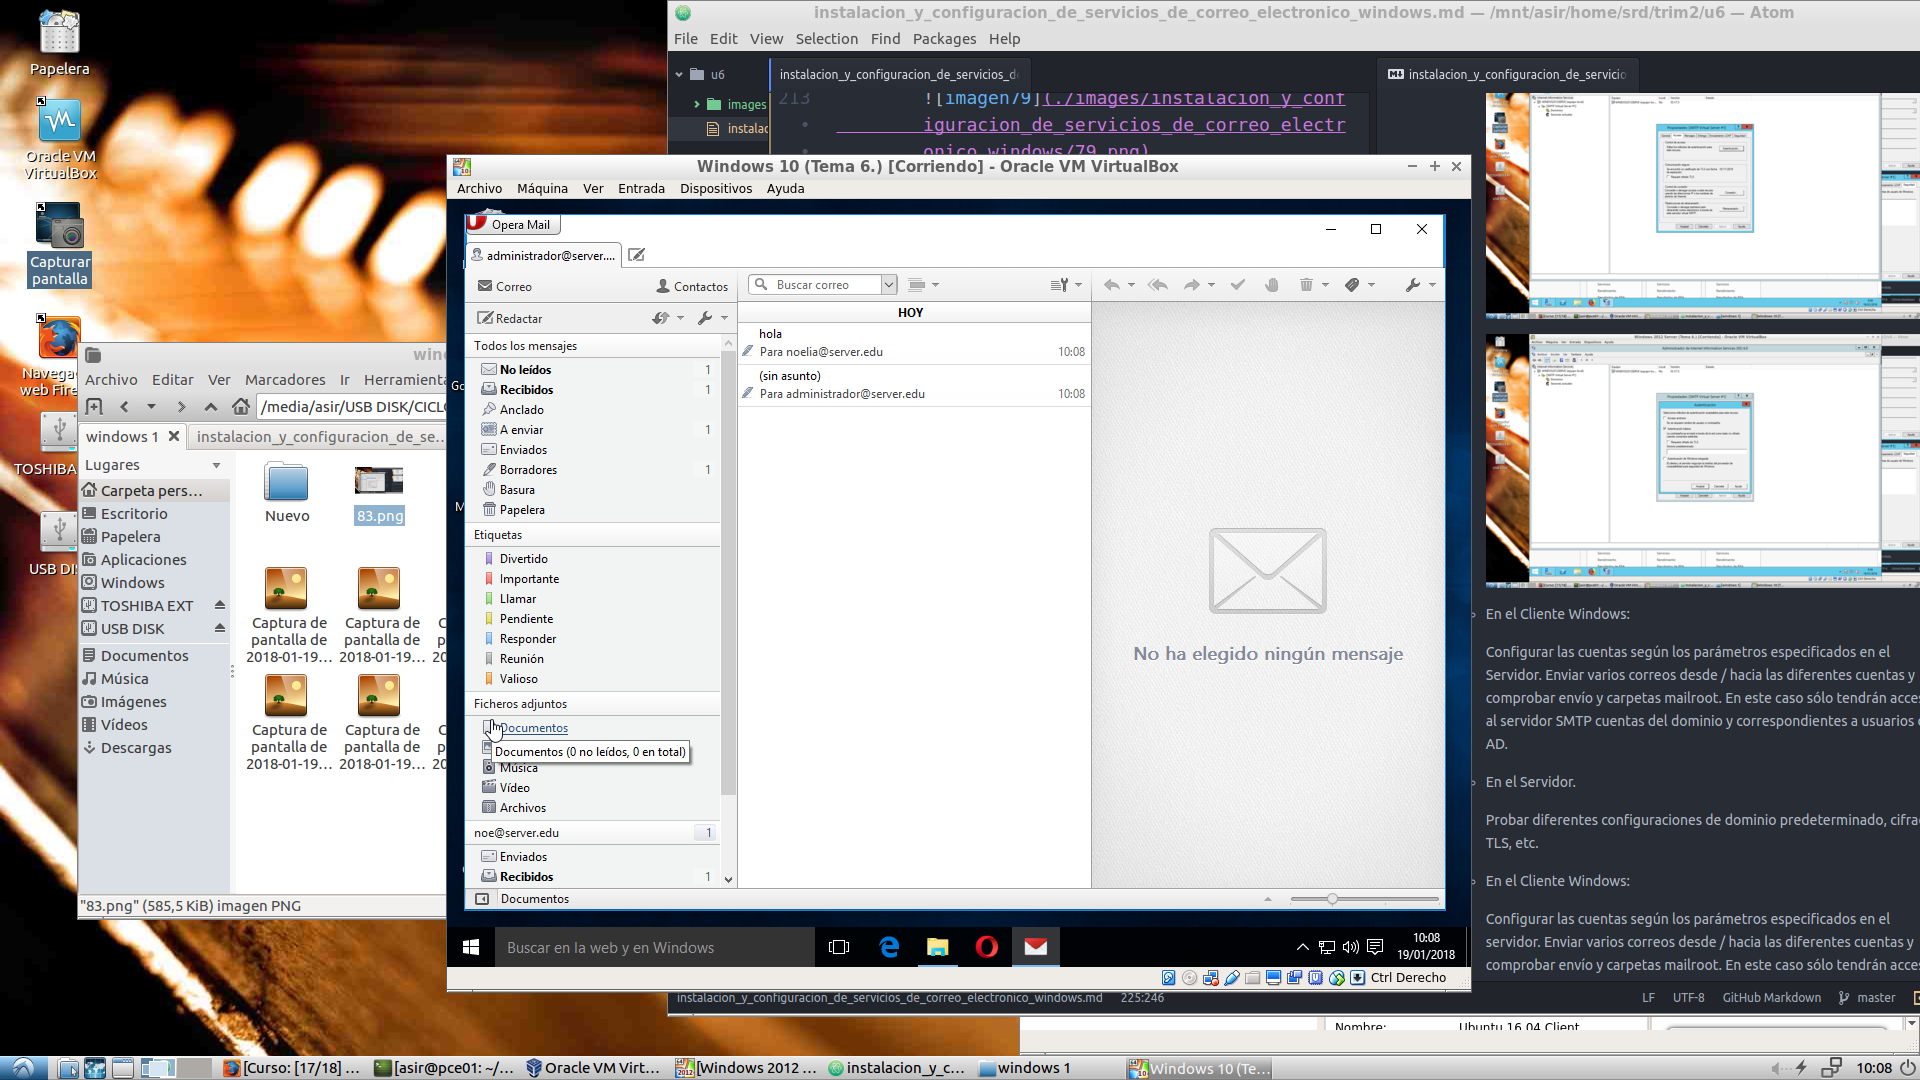 Papelera
Oracle VM
VirtualBox
Capturar
pantalla
Navega
web Fire
TOSHIBA
USB DI
instalacion_y_configuracion_de_servicios_de_correo_electronico_windows.md — /mnt/asir/home/srd/trim2/u6 — Atom
File Edit View Selection Find Packages Help
u6
images
instalac
instalacion_y_configuracion_de_servicios_d
instalacion_y_configuracion_de_servicio
213 ![imagen79](./images/instalacion_y_conf
iguracion_de_servicios_de_correo_electr
onico_windows/79.png)
Windows 10 (Tema 6.) [Corriendo] - Oracle VM VirtualBox
Archivo Máquina Ver Entrada Dispositivos Ayuda
Opera Mail
administrador@server....
Correo
Contactos
Buscar correo
Redactar
Todos los mensajes
No leídos 1
Recibidos 1
Anclado
A enviar 1
Enviados
Borradores 1
Basura
Papelera
Etiquetas
Divertido
Importante
Llamar
Pendiente
Responder
Reunión
Valioso
Ficheros adjuntos
Documentos
Documentos (0 no leídos, 0 en total)
Música
Vídeo
Archivos
noe@server.edu 1
Enviados
Recibidos 1
Documentos
HOY
hola
Para noelia@server.edu 10:08
(sin asunto)
Para administrador@server.edu 10:08
No ha elegido ningún mensaje
Buscar en la web y en Windows
10:08
19/01/2018
Ctrl Derecho
win
Archivo Editar Ver Marcadores Ir Herramienta
/media/asir/USB DISK/CICLO
windows 1
instalacion_y_configuracion_de_se...
Lugares
Carpeta pers...
Escritorio
Papelera
Aplicaciones
Windows
TOSHIBA EXT
USB DISK
Documentos
Música
Imágenes
Vídeos
Descargas
Nuevo
83.png
Captura de
pantalla de
2018-01-19...
Captura de
pantalla de
2018-01-19...
Captura de
pantalla de
2018-01-19...
Captura de
pantalla de
2018-01-19...
"83.png" (585,5 KiB) imagen PNG
En el Cliente Windows:
Configurar las cuentas según los parámetros especificados en el
Servidor. Enviar varios correos desde / hacia las diferentes cuentas y
comprobar envío y carpetas mailroot. En este caso sólo tendrán acces
al servidor SMTP cuentas del dominio y correspondientes a usuarios d
AD.
En el Servidor.
Probar diferentes configuraciones de dominio predeterminado, cifra
TLS, etc.
En el Cliente Windows:
Configurar las cuentas según los parámetros especificados en el
servidor. Enviar varios correos desde / hacia las diferentes cuentas y
comprobar envío y carpetas mailroot. En este caso sólo tendrán acces
instalacion_y_configuracion_de_servicios_de_correo_electronico_windows.md 225:246
LF UTF-8 GitHub Markdown master
Nombre: Ubuntu 16.04 Client
[Curso: [17/18] ...
[asir@pce01: ~/...
Oracle VM Virt...
[Windows 2012 ...
instalacion_y_c...
windows 1
Windows 10 (Te...
10:08